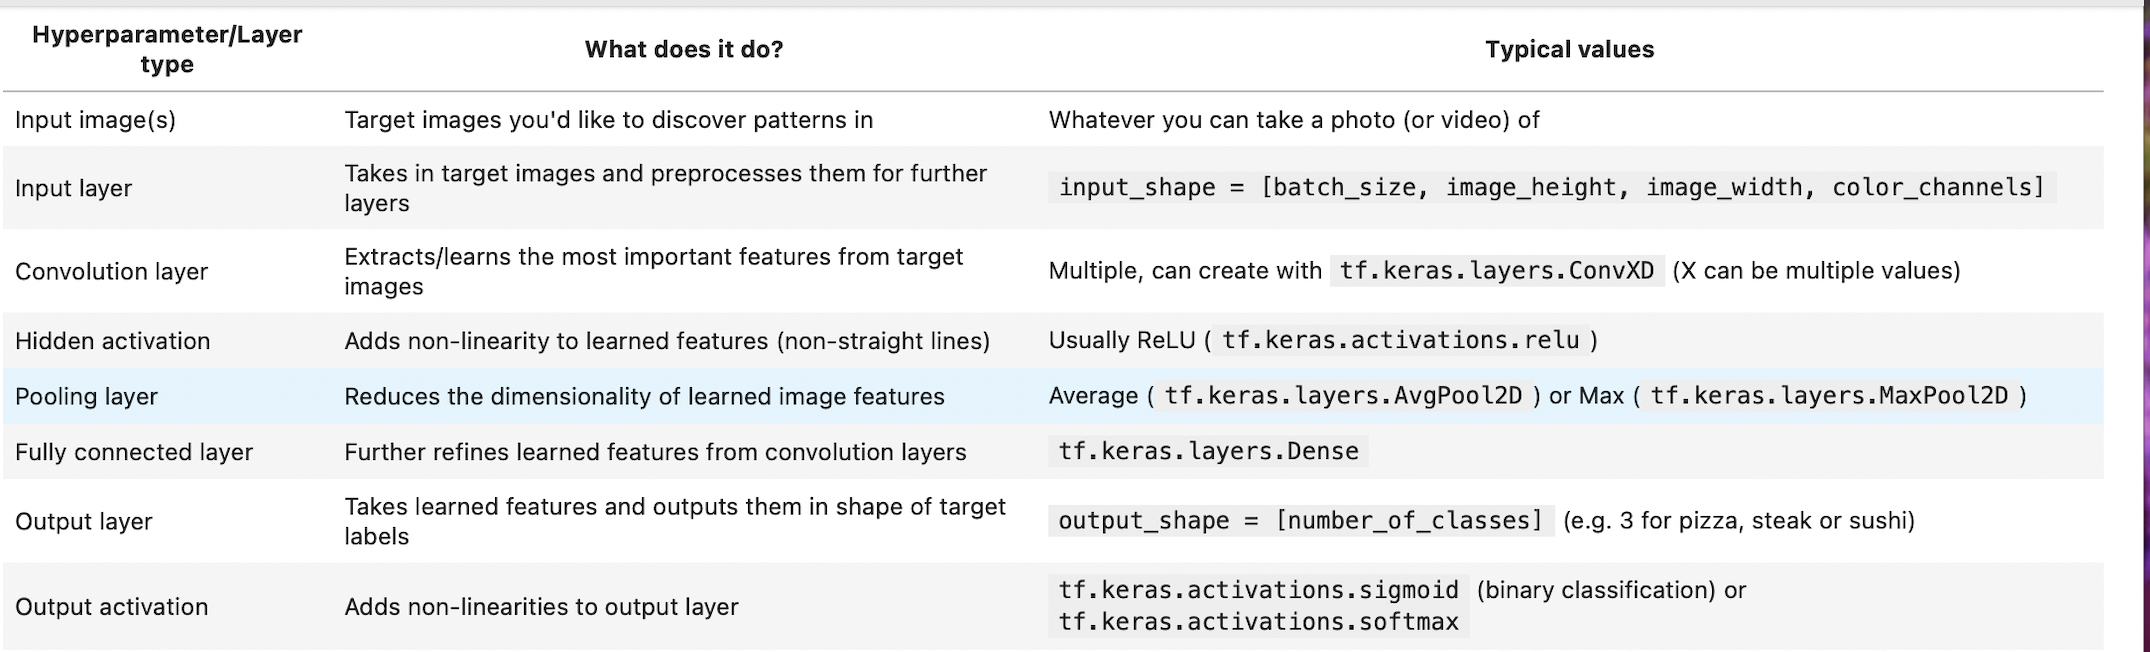 Hyperparameter/Layer type
What does it do?
Typical values
Input image(s)
Target images you'd like to discover patterns in
Whatever you can take a photo (or video) of
Input layer
Takes in target images and preprocesses them for further
layers
input_shape = [batch_size, image_height, image_width, color_channels]
Convolution layer
Extracts/learns the most important features from target
images
Multiple, can create with tf.keras.layers.ConvXD (X can be multiple values)
Hidden activation
Adds non-linearity to learned features (non-straight lines)
Usually ReLU ( tf.keras.activations.relu )
Pooling layer
Reduces the dimensionality of learned image features
Average ( tf.keras.layers.AvgPool2D ) or Max ( tf.keras.layers.MaxPool2D )
Fully connected layer
Further refines learned features from convolution layers
tf.keras.layers.Dense
Output layer
Takes learned features and outputs them in shape of target
labels
output_shape = [number_of_classes] (e.g. 3 for pizza, steak or sushi)
Output activation
Adds non-linearities to output layer
tf.keras.activations.sigmoid (binary classification) or
tf.keras.activations.softmax